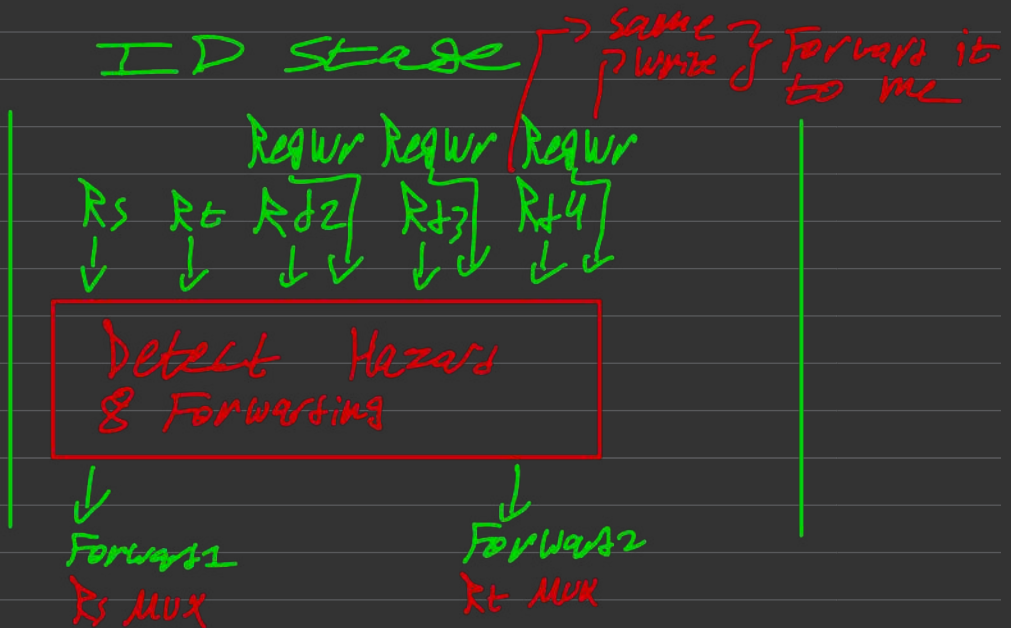 ID Stage
same } Forward it
write to me
RegWr RegWr RegWr
Rs Rt Rd2 Rd3 Rd4
Detect Hazard
& Forwarding
Forward1 Forward2
Rs Mux Rt Mux